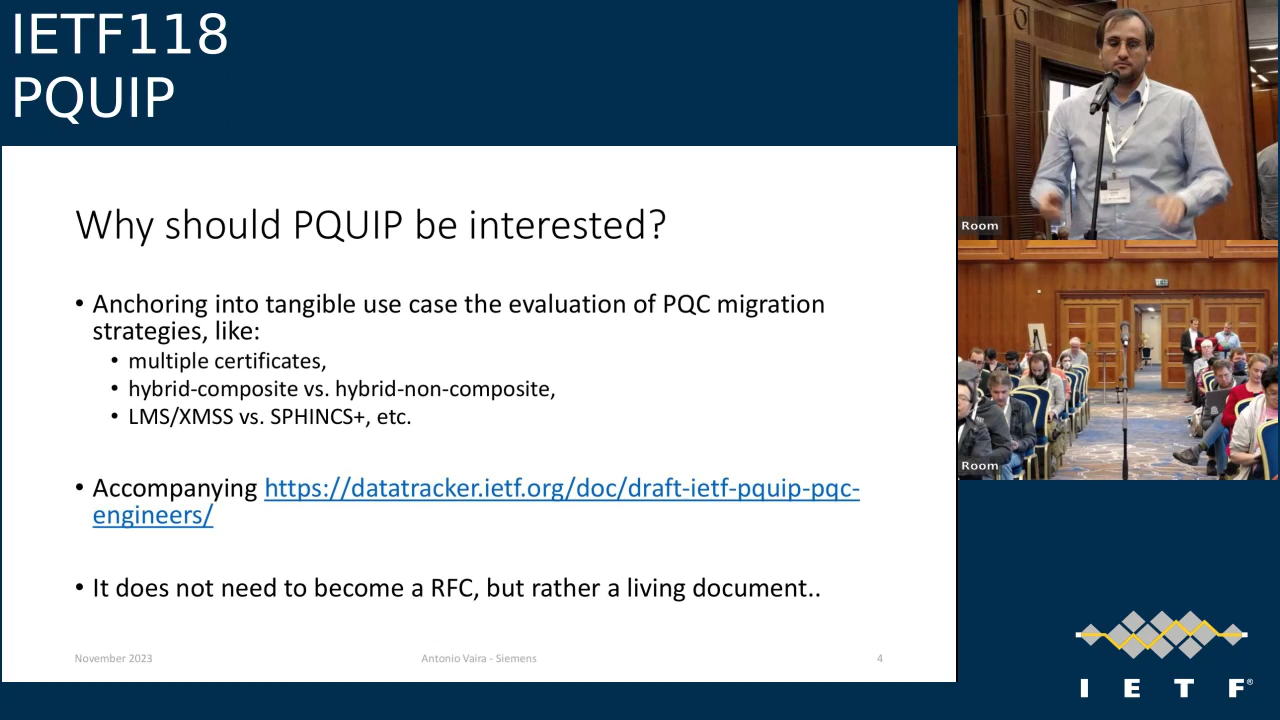 IETF118
PQUIP
Why should PQUIP be interested?
• Anchoring into tangible use case the evaluation of PQC migration
strategies, like:
• multiple certificates,
• hybrid-composite vs. hybrid-non-composite,
• LMS/XMSS vs. SPHINCS+, etc.
• Accompanying https://datatracker.ietf.org/doc/draft-ietf-pquip-pqc-
engineers/
• It does not need to become a RFC, but rather a living document..
November 2023
Antonio Vaira - Siemens
4
Room
Room
I E T F®